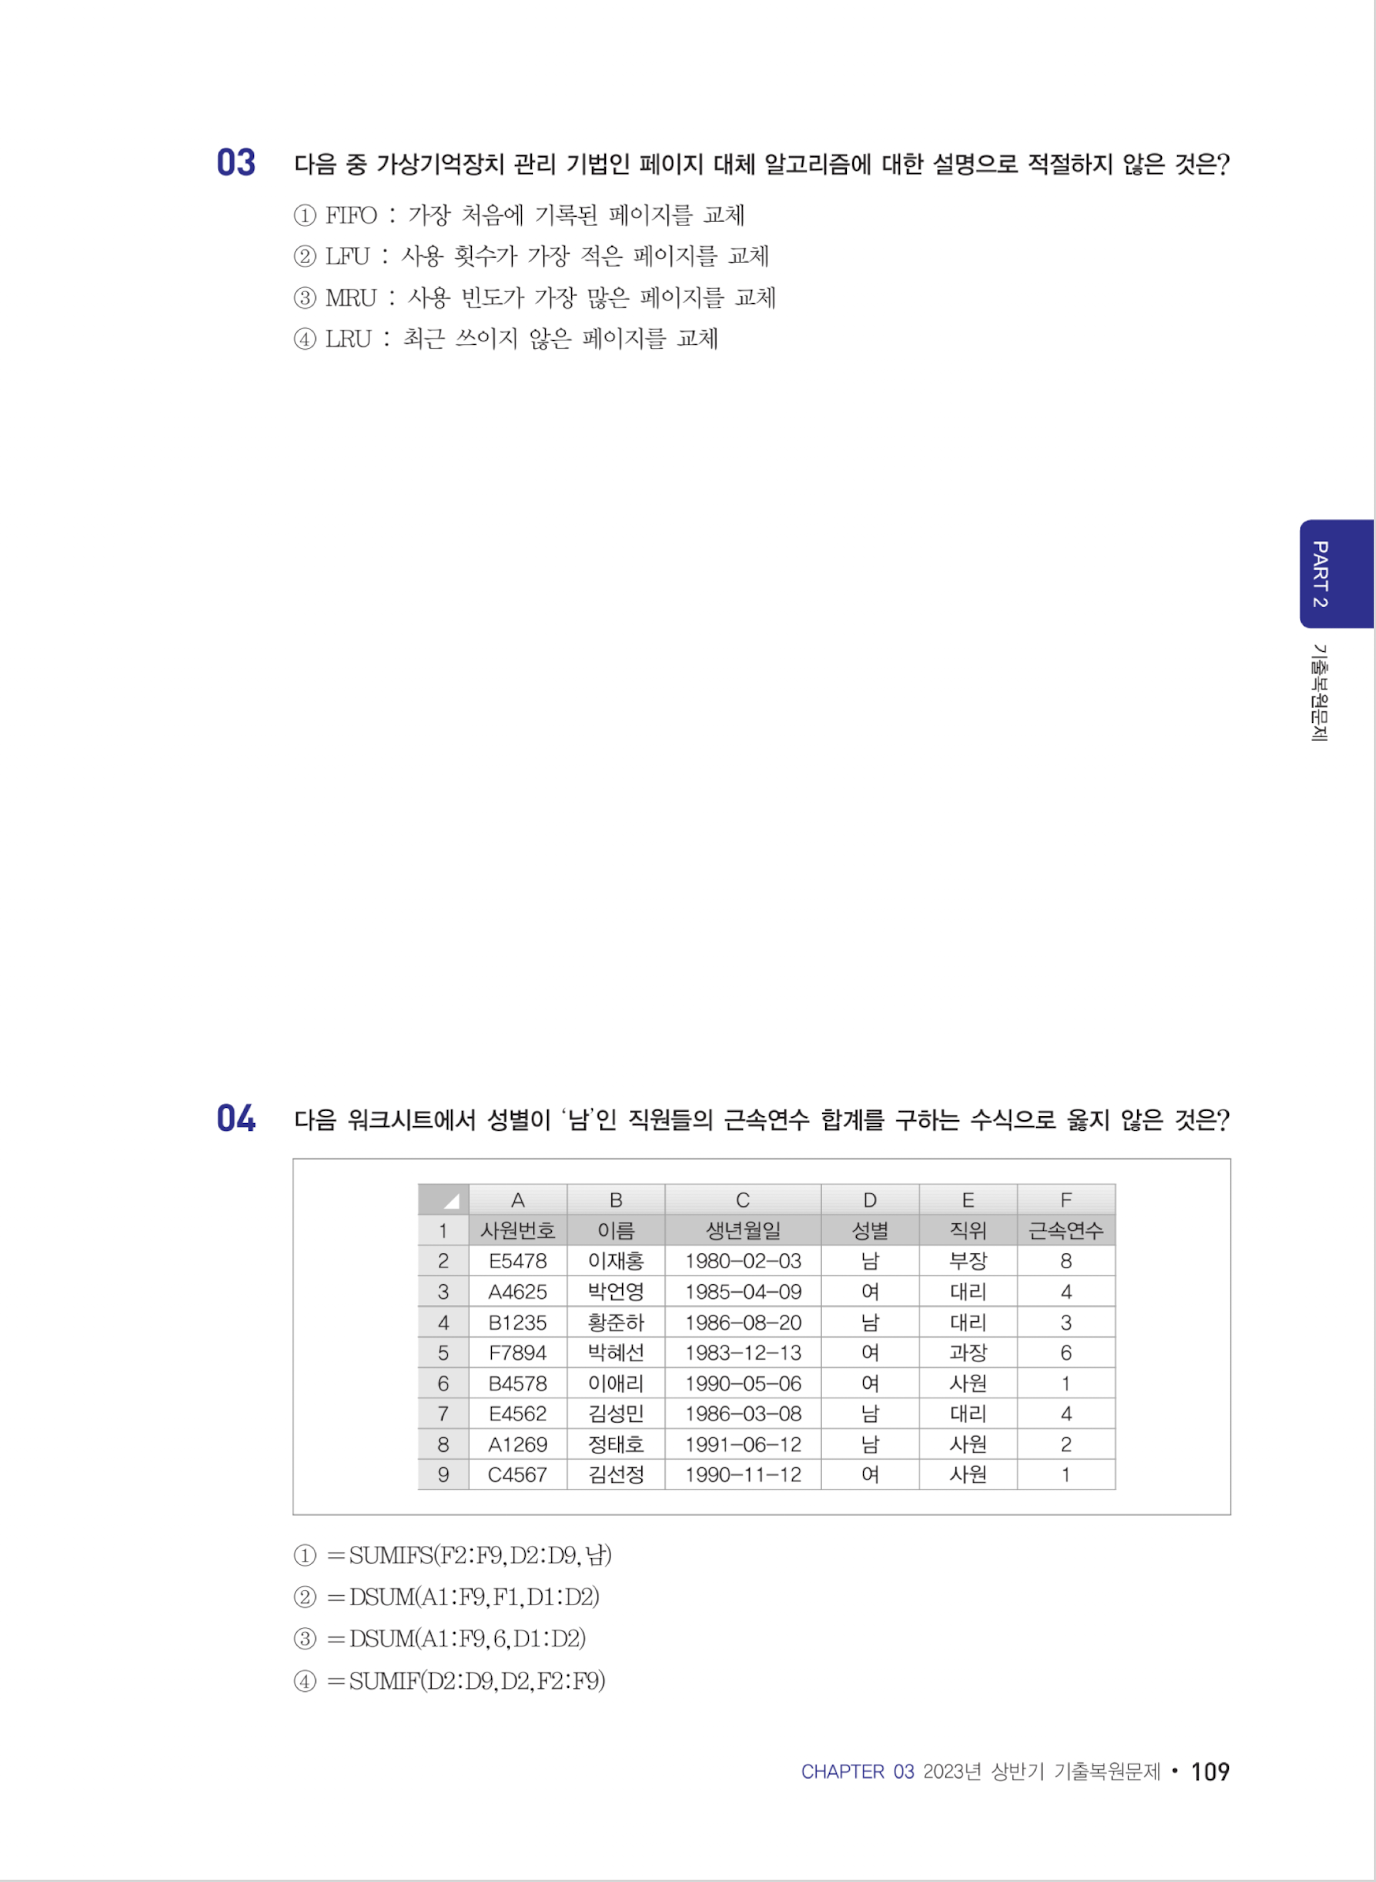 03 다음 중 가상기억장치 관리 기법인 페이지 대체 알고리즘에 대한 설명으로 적절하지 않은 것은?
① FIFO : 가장 처음에 기록된 페이지를 교체
② LFU : 사용 횟수가 가장 적은 페이지를 교체
③ MRU : 사용 빈도가 가장 많은 페이지를 교체
④ LRU : 최근 쓰이지 않은 페이지를 교체
PART 2
기출복원문제
04 다음 워크시트에서 성별이 ‘남’인 직원들의 근속연수 합계를 구하는 수식으로 옳지 않은 것은?
A B C D E F
1 사원번호 이름 생년월일 성별 직위 근속연수
2 E5478 이재홍 1980-02-03 남 부장 8
3 A4625 박언영 1985-04-09 여 대리 4
4 B1235 황준하 1986-08-20 남 대리 3
5 F7894 박혜선 1983-12-13 여 과장 6
6 B4578 이애리 1990-05-06 여 사원 1
7 E4562 김성민 1986-03-08 남 대리 4
8 A1269 정태호 1991-06-12 남 사원 2
9 C4567 김선정 1990-11-12 여 사원 1
① =SUMIFS(F2:F9,D2:D9,남)
② =DSUM(A1:F9,F1,D1:D2)
③ =DSUM(A1:F9,6,D1:D2)
④ =SUMIF(D2:D9,D2,F2:F9)
CHAPTER 03 2023년 상반기 기출복원문제 • 109